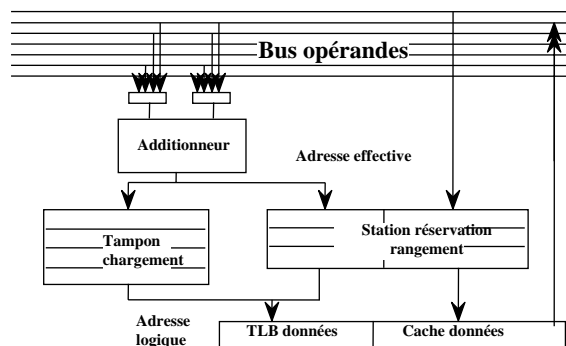 Bus opérandes
Additionneur
Adresse effective
Tampon
chargement
Station réservation
rangement
Adresse
logique
TLB données
Cache données